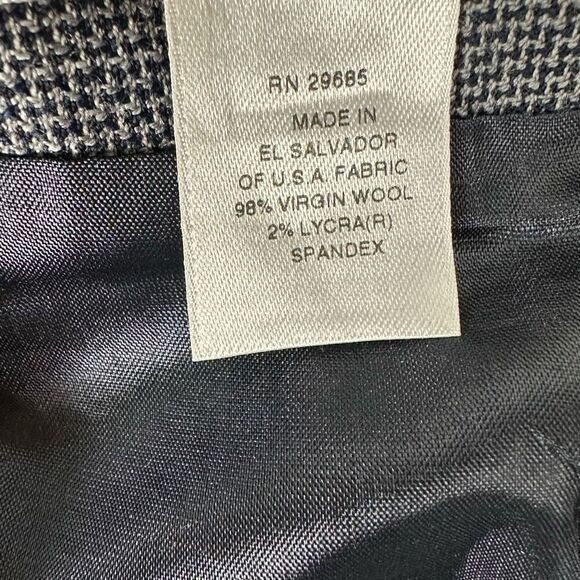 RN 29685
MADE IN
EL SALVADOR
OF U.S.A. FABRIC
98% VIRGIN WOOL
2% LYCRA(R)
SPANDEX